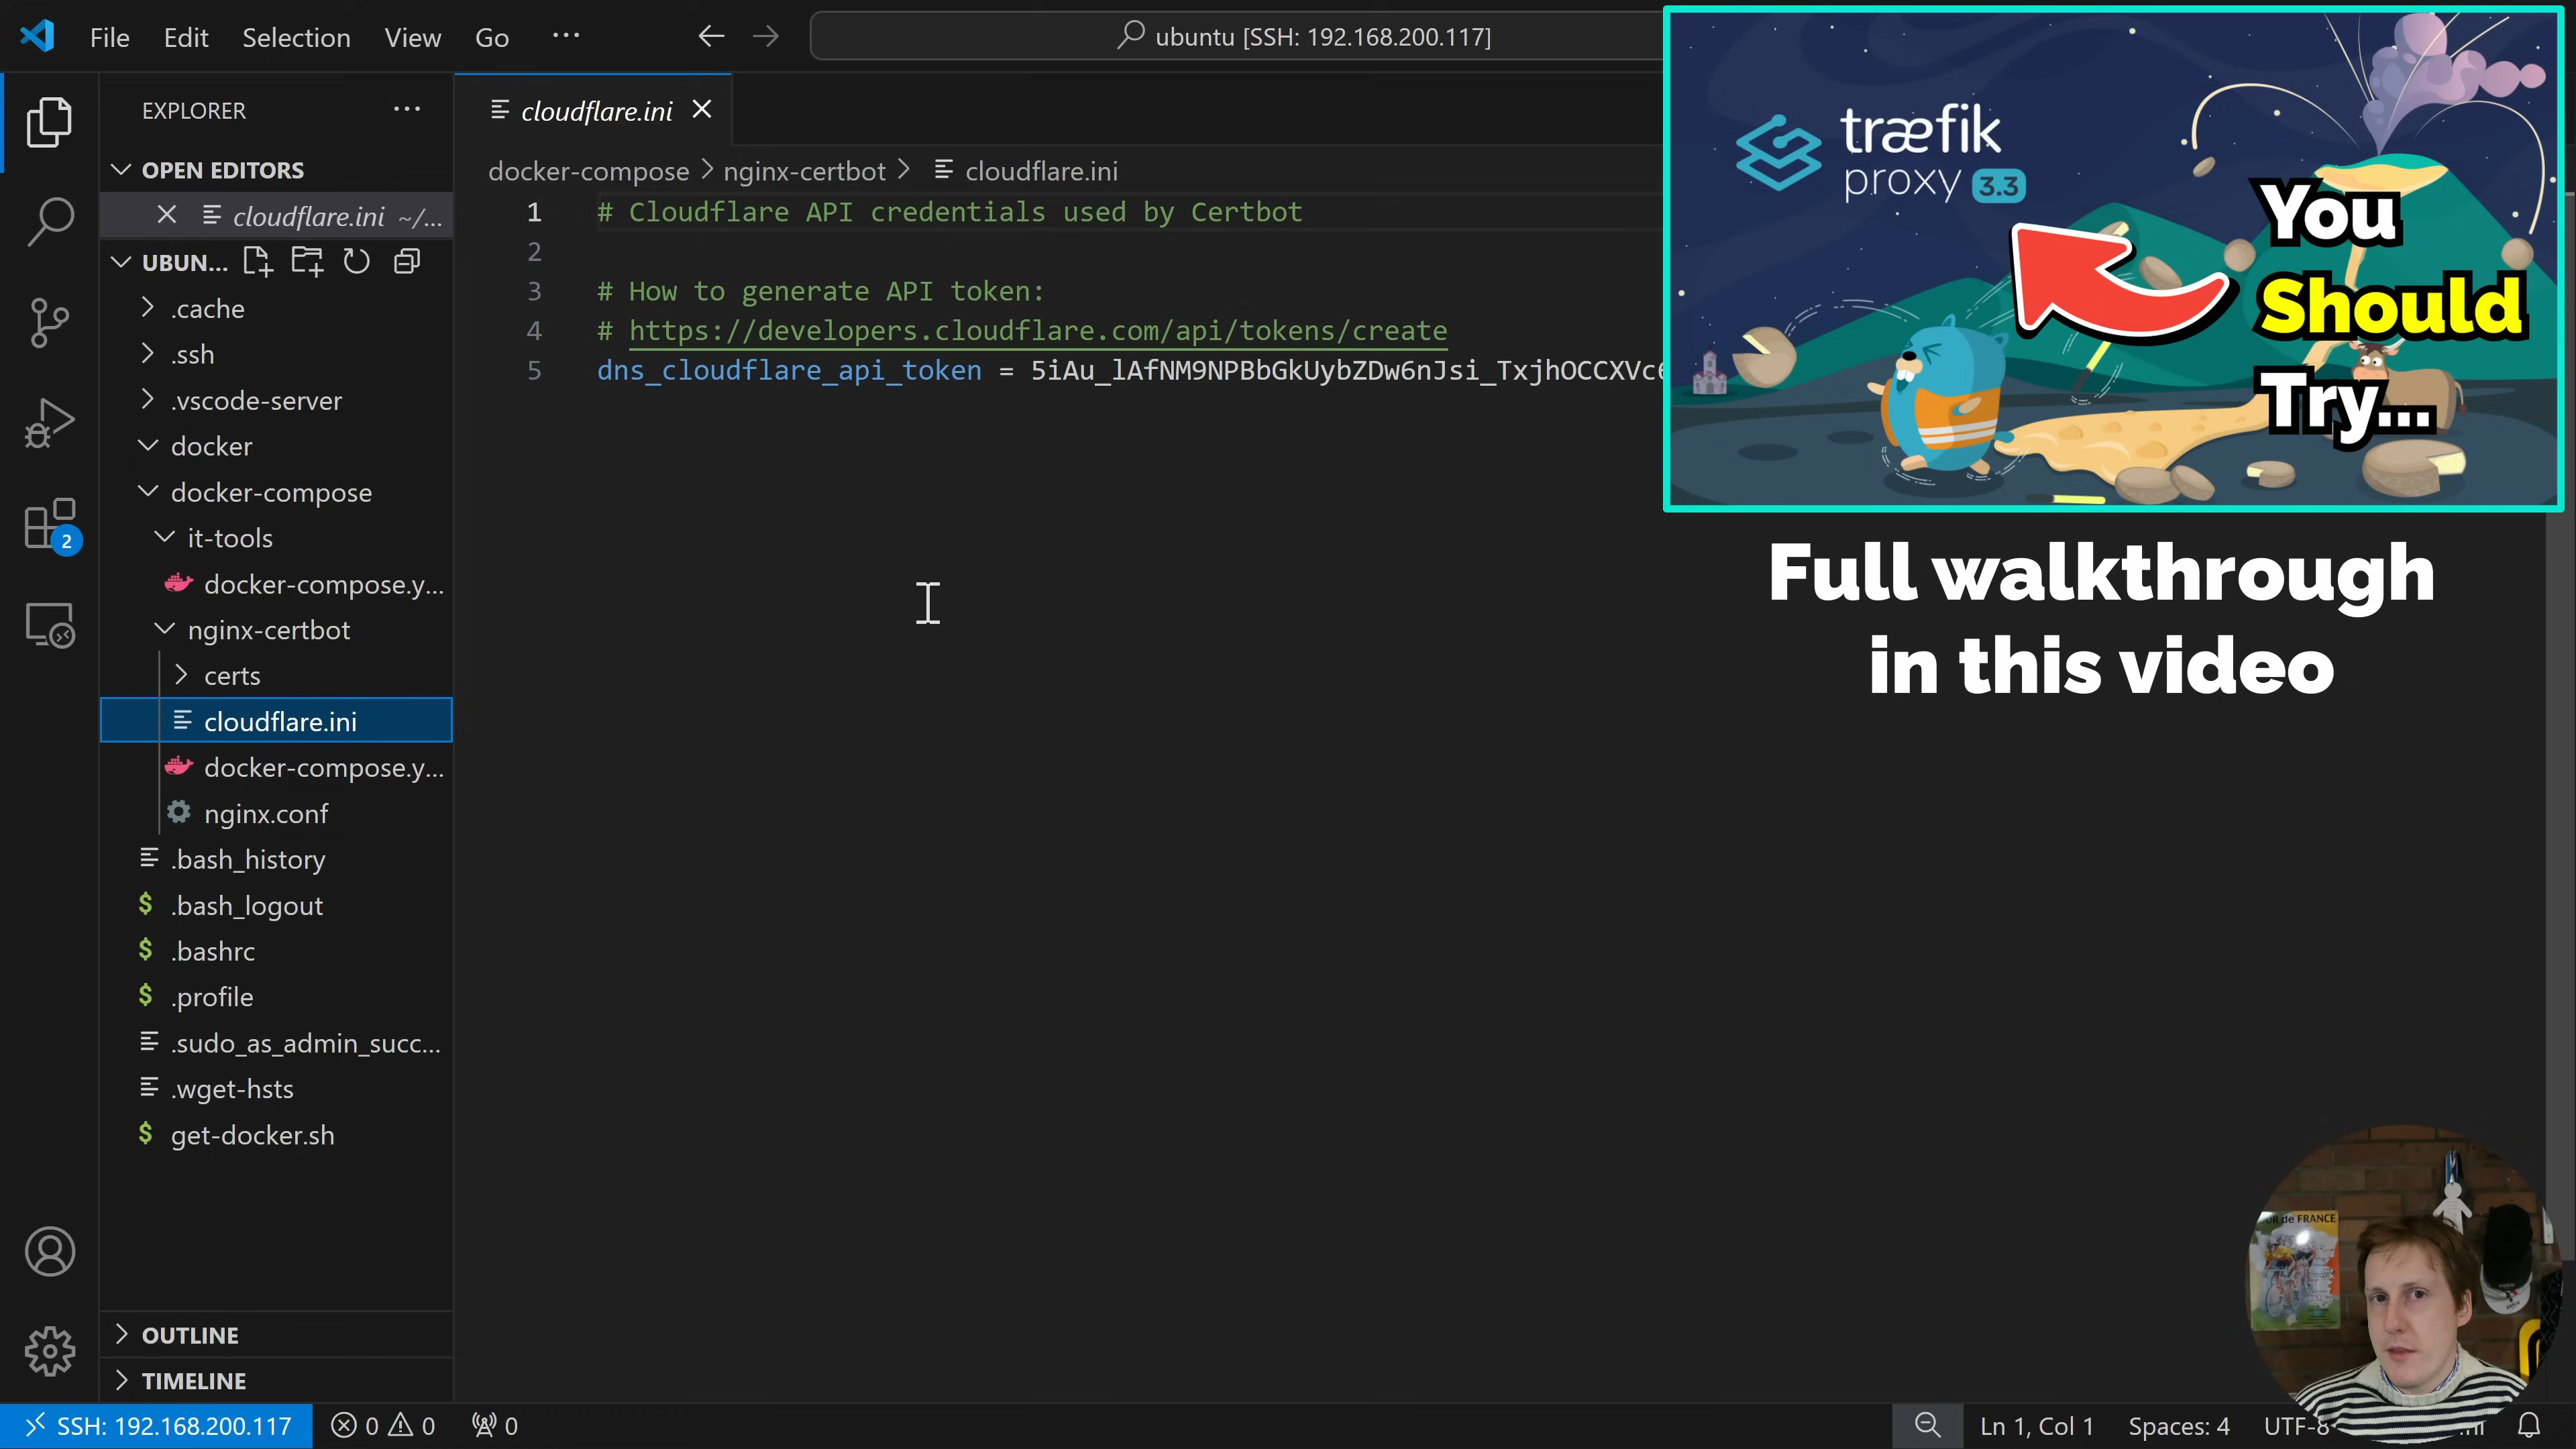 File Edit Selection View Go ...
ubuntu [SSH: 192.168.200.117]
EXPLORER
OPEN EDITORS
cloudflare.ini ~/...
UBUN...
.cache
.ssh
.vscode-server
docker
docker-compose
it-tools
docker-compose.y...
nginx-certbot
certs
cloudflare.ini
docker-compose.y...
nginx.conf
.bash_history
.bash_logout
.bashrc
.profile
.sudo_as_admin_succ...
.wget-hsts
get-docker.sh
OUTLINE
TIMELINE
2
cloudflare.ini
docker-compose > nginx-certbot > cloudflare.ini
1 # Cloudflare API credentials used by Certbot
2
3 # How to generate API token:
4 # https://developers.cloudflare.com/api/tokens/create
5 dns_cloudflare_api_token = 5iAu_lAfNM9NPBbGkUybZDw6nJsi_TxjhOCCXVc
træfik
proxy 3.3
You
Should
Try...
Full walkthrough
in this video
de FRANCE
SSH: 192.168.200.117 0 0 0 Ln 1, Col 1 Spaces: 4 UTF-8